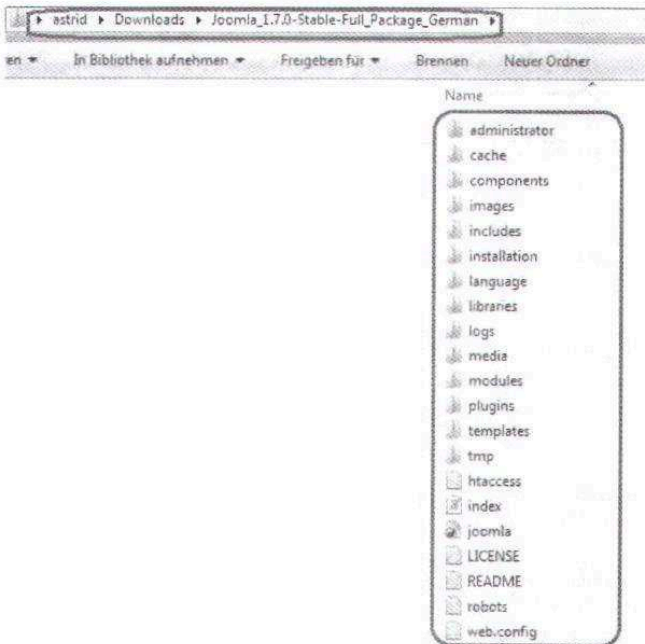 astrid Downloads Joomla_1.7.0-Stable-Full_Package_German
en In Bibliothek aufnehmen Freigeben für Brennen Neuer Ordner
Name
administrator
cache
components
images
includes
installation
language
libraries
logs
media
modules
plugins
templates
tmp
htaccess
index
joomla
LICENSE
README
robots
web.config